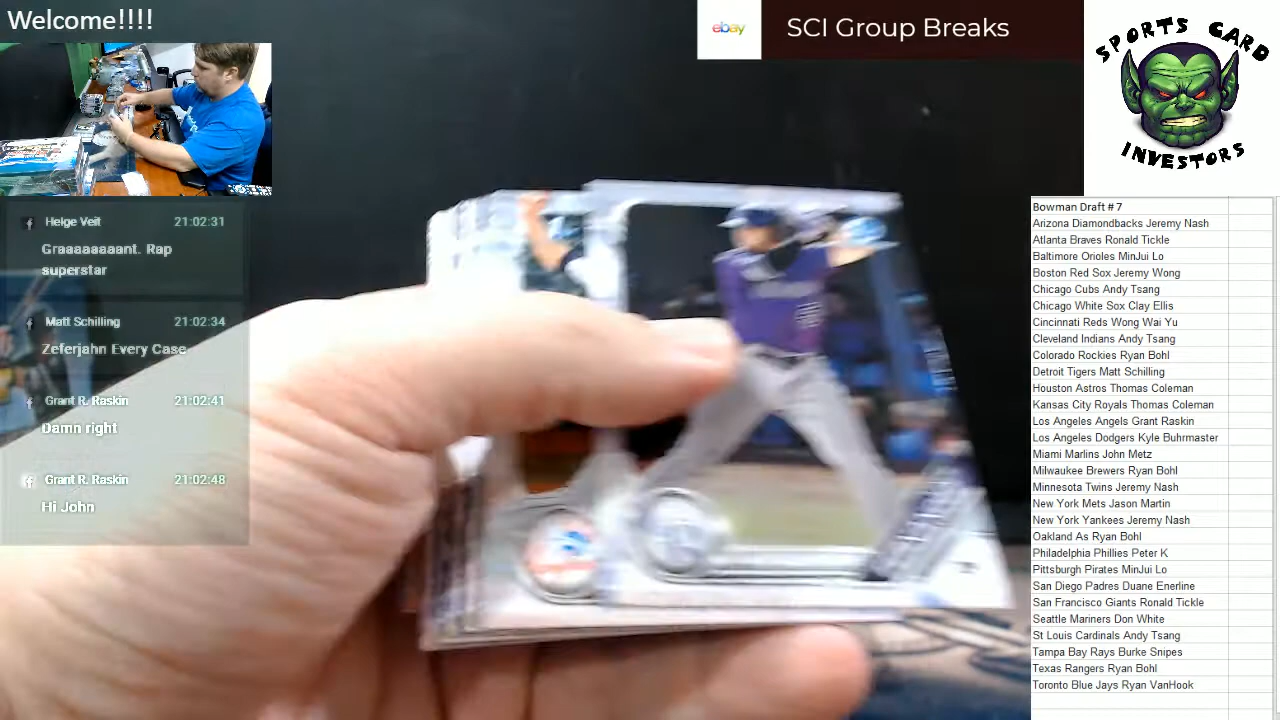 Welcome!!!!
ebay
SCI Group Breaks
SPORTS CARD
INVESTORS
Heige Veit 21:02:31
Graaaaaaaant. Rap
superstar
Matt Schilling 21:02:34
Zeferjahn Every Case
Grant R. Raskin 21:02:41
Damn right
Grant R. Raskin 21:02:48
Hi John
Bowman Draft # 7
Arizona Diamondbacks Jeremy Nash
Atlanta Braves Ronald Tickle
Baltimore Orioles MinJui Lo
Boston Red Sox Jeremy Wong
Chicago Cubs Andy Tsang
Chicago White Sox Clay Ellis
Cincinnati Reds Wong Wai Yu
Cleveland Indians Andy Tsang
Colorado Rockies Ryan Bohl
Detroit Tigers Matt Schilling
Houston Astros Thomas Coleman
Kansas City Royals Thomas Coleman
Los Angeles Angels Grant Raskin
Los Angeles Dodgers Kyle Buhrmaster
Miami Marlins John Metz
Milwaukee Brewers Ryan Bohl
Minnesota Twins Jeremy Nash
New York Mets Jason Martin
New York Yankees Jeremy Nash
Oakland As Ryan Bohl
Philadelphia Phillies Peter K
Pittsburgh Pirates MinJui Lo
San Diego Padres Duane Enerline
San Francisco Giants Ronald Tickle
Seattle Mariners Don White
St Louis Cardinals Andy Tsang
Tampa Bay Rays Burke Snipes
Texas Rangers Ryan Bohl
Toronto Blue Jays Ryan VanHook